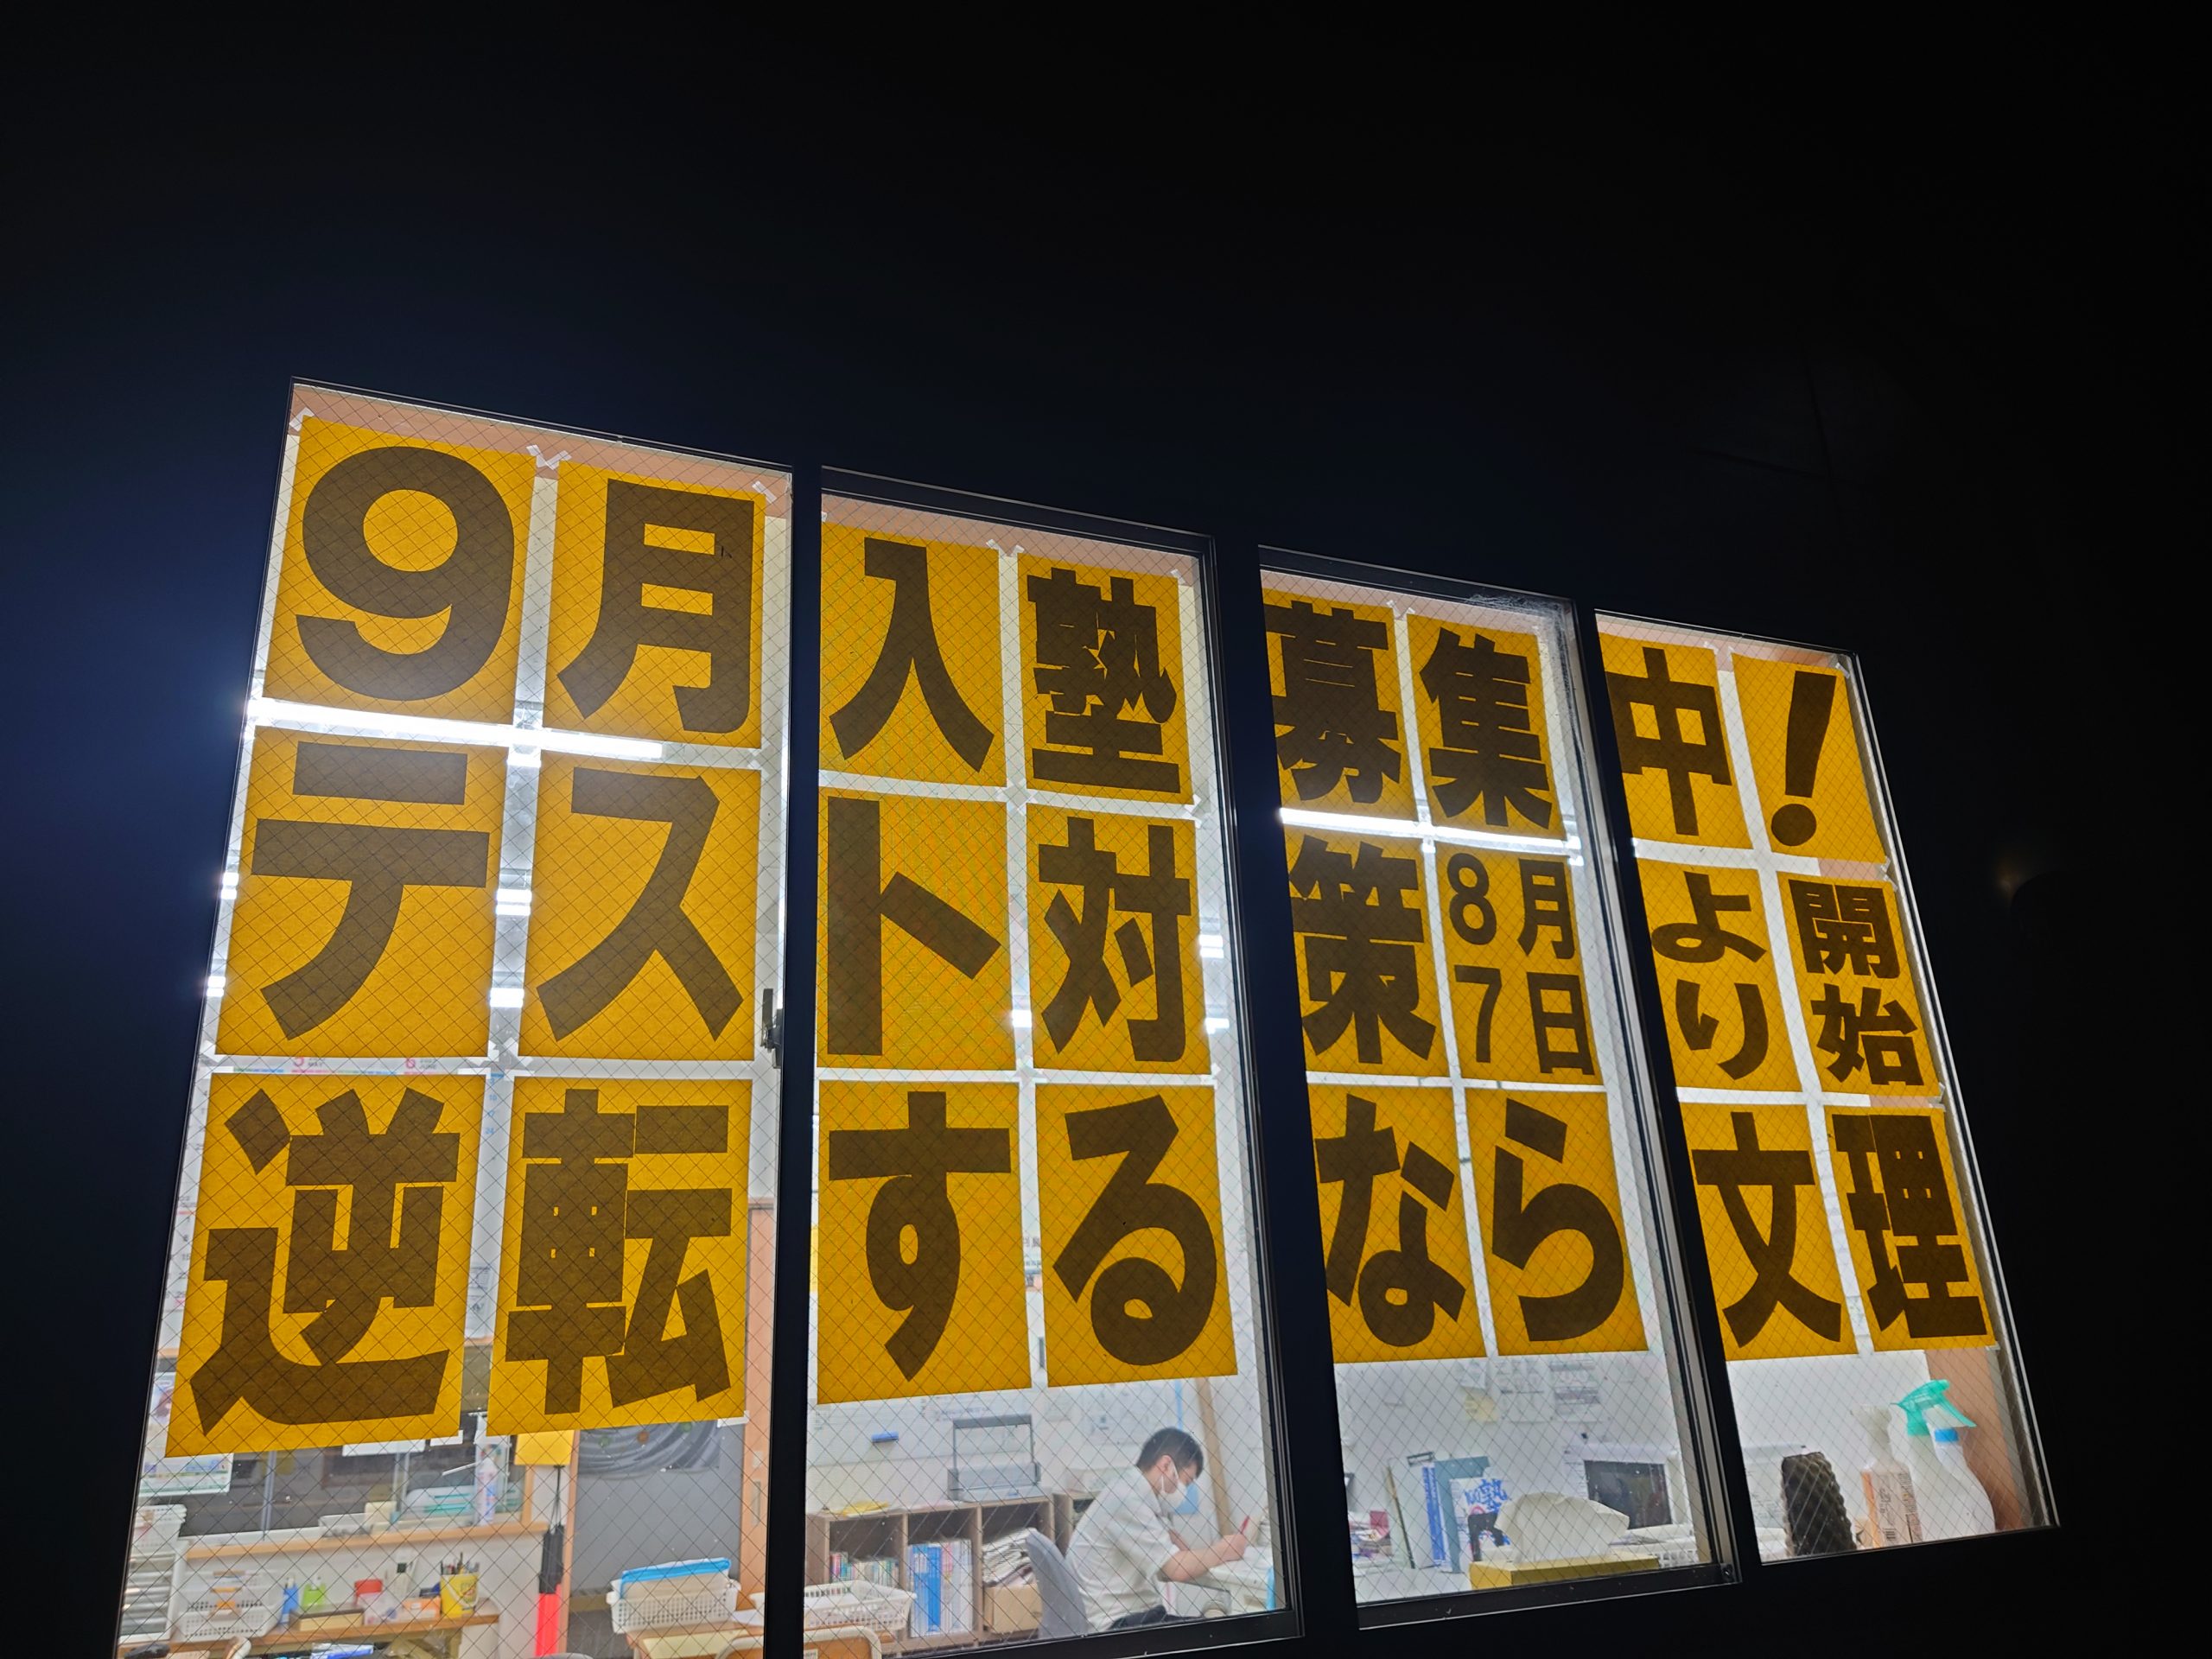 9月入塾募集中!
テスト対策8月7日より開始
逆転するなら文理